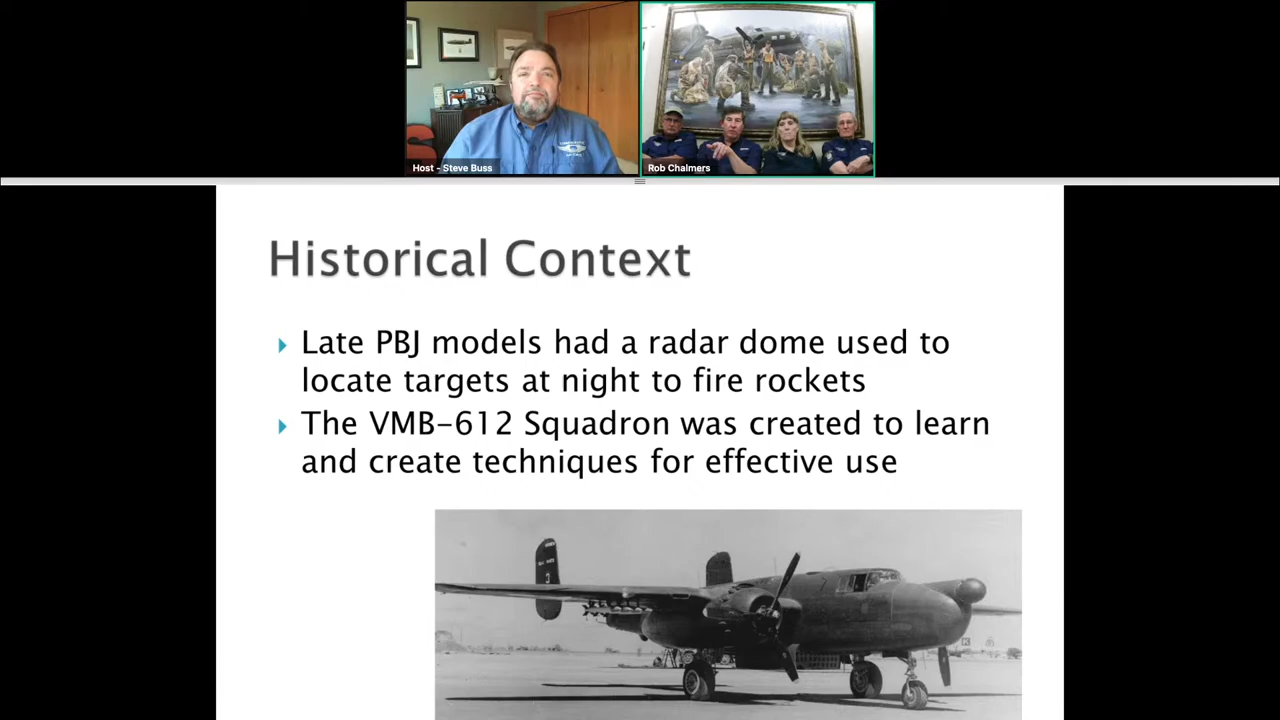 Host - Steve Buss
Rob Chalmers
Historical Context
Late PBJ models had a radar dome used to
locate targets at night to fire rockets
The VMB-612 Squadron was created to learn
and create techniques for effective use
3